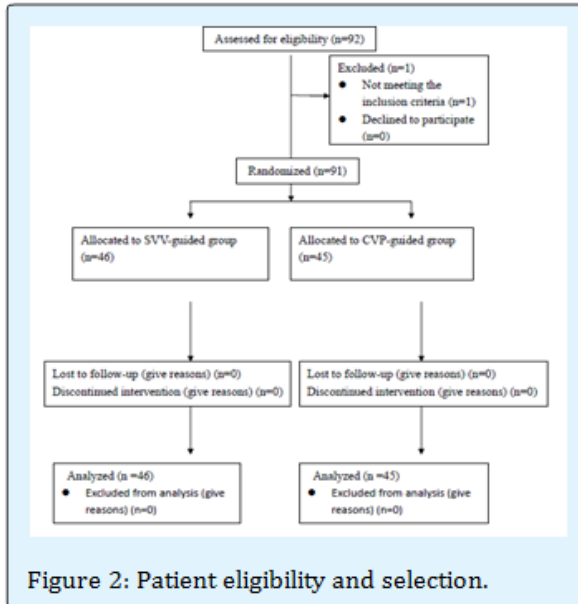 Assessed for eligibility (n=92)
Excluded (n=1)
● Not meeting the
inclusion criteria (n=1)
● Declined to participate
(n=0)
Randomized (n=91)
Allocated to SVV-guided group
(n=46)
Allocated to CVP-guided group
(n=45)
Lost to follow-up (give reasons) (n=0)
Discontinued intervention (give reasons) (n=0)
Lost to follow-up (give reasons) (n=0)
Discontinued intervention (give reasons) (n=0)
Analyzed (n =46)
● Excluded from analysis (give
reasons) (n=0)
Analyzed (n =45)
● Excluded from analysis (give
reasons) (n=0)
Figure 2: Patient eligibility and selection.